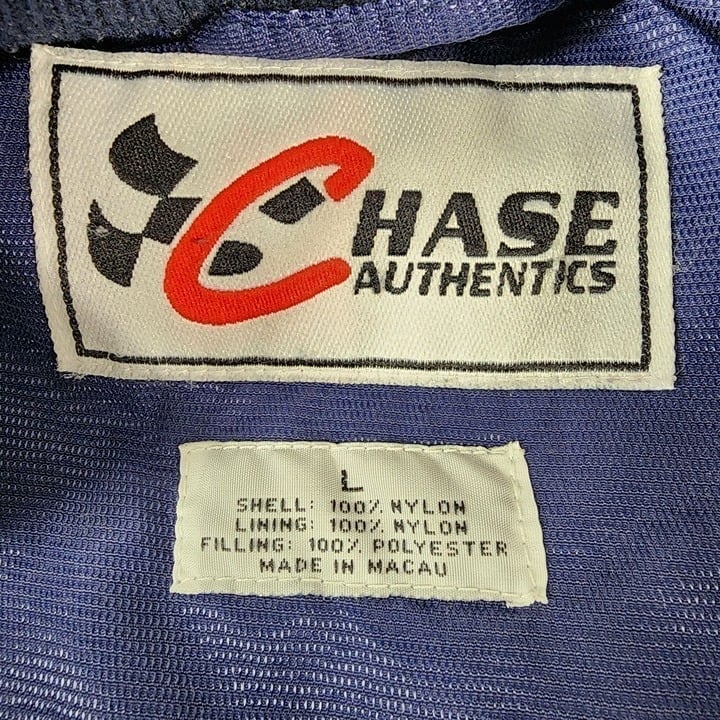 CHASE
AUTHENTICS
L
SHELL: 100% NYLON
LINING: 100% NYLON
FILLING: 100% POLYESTER
MADE IN MACAU